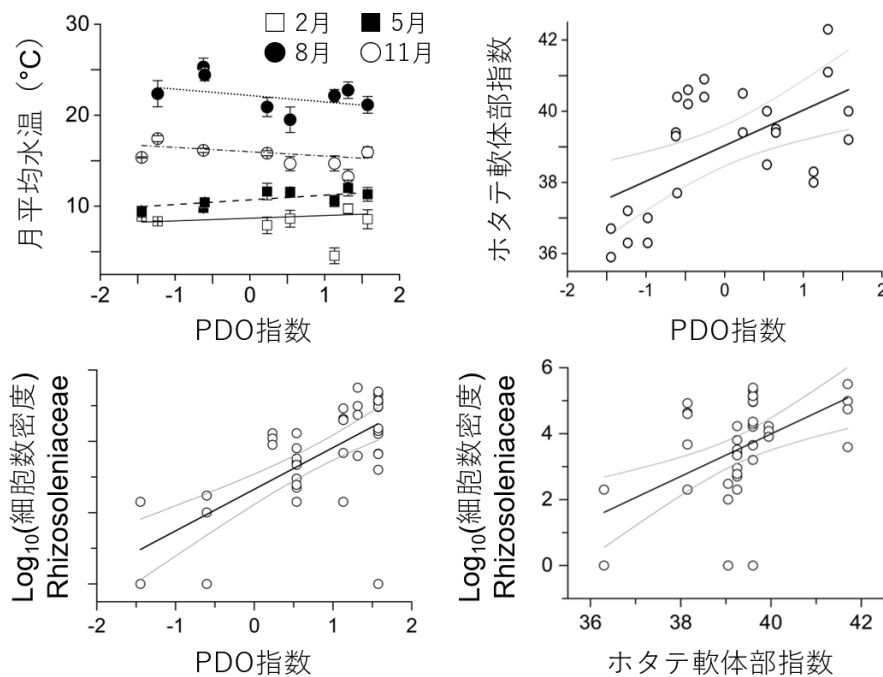 □ 2月 ■ 5月
● 8月 ○11月
月平均水温（°C）
30
20
10
-2 -1 0 1 2
PDO指数
ホタテ軟体部指数
42
40
38
36
-2 -1 0 1 2
PDO指数
Log10(細胞数密度)
Rhizosoleniaceae
-2 -1 0 1 2
PDO指数
Log10(細胞数密度)
Rhizosoleniaceae
6
4
2
0
36 38 40 42
ホタテ軟体部指数